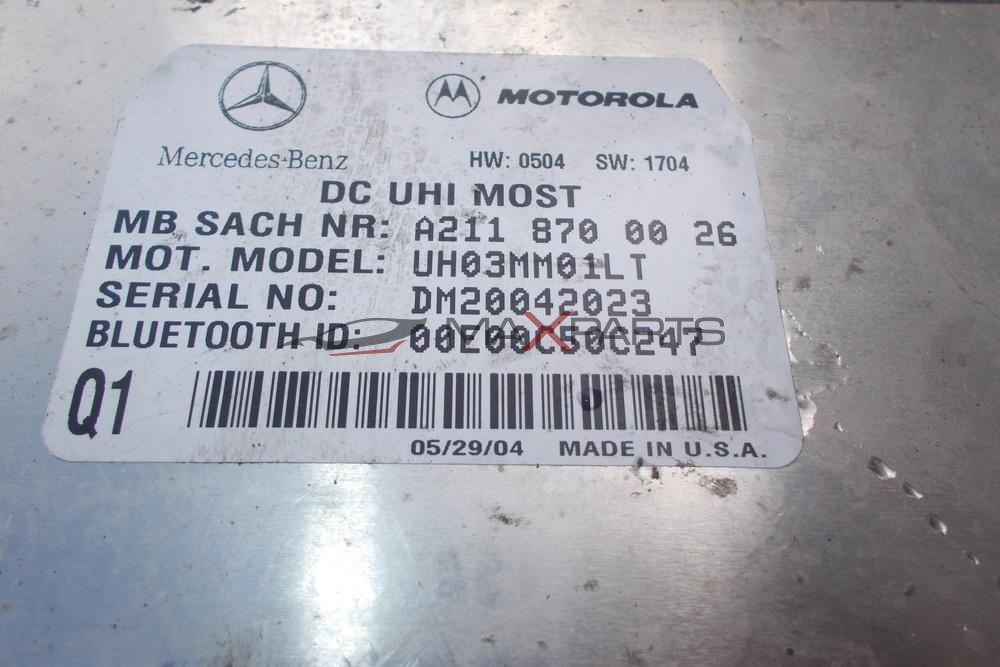 MOTOROLA
Mercedes-Benz HW: 0504 SW: 1704
DC UHI MOST
MB SACH NR: A211 870 00 26
MOT. MODEL: UH03MM01LT
SERIAL NO: DM20042023
BLUETOOTH ID: 00E00C50C247
MAXPARTS
Q1
05/29/04 MADE IN U.S.A.